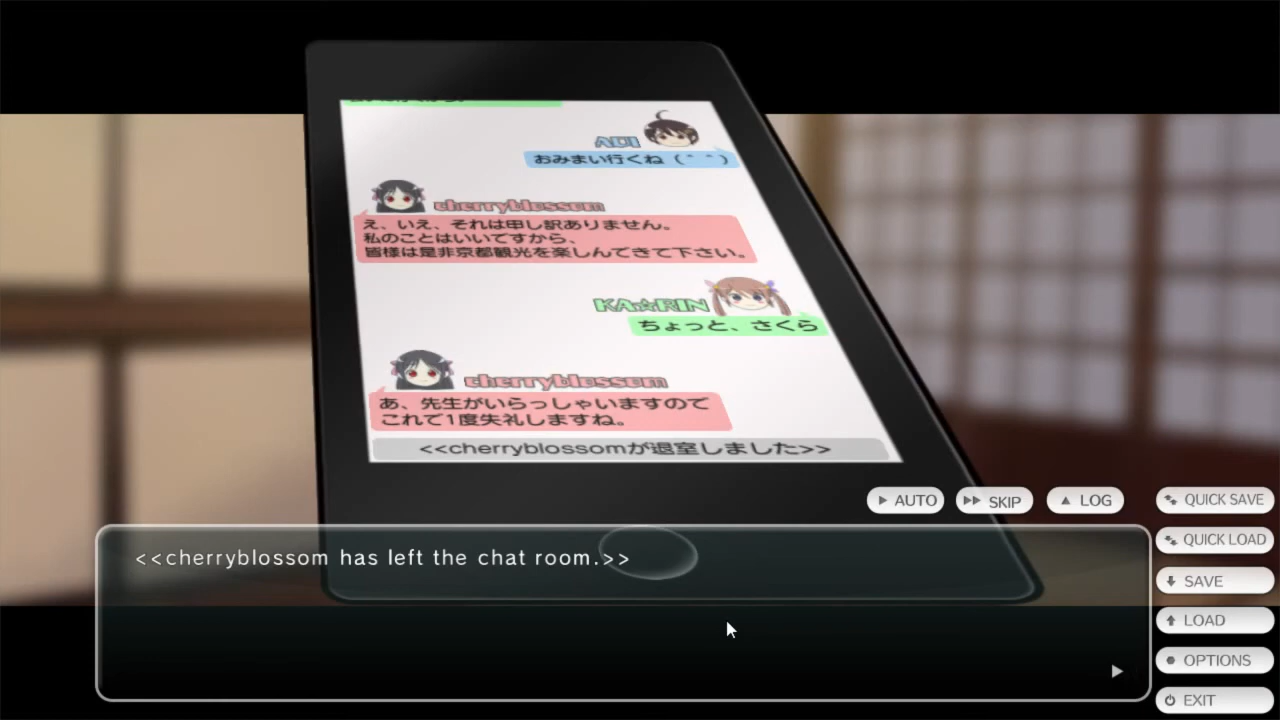 AOI
おみまい行くね (＾＾)
cherryblossom
え、いえ、それは申し訳ありません。
私のことはいいですから、
皆様は是非京都観光を楽しんできて下さい。
KA☆RIN
ちょっと、さくら
cherryblossom
あ、先生がいらっしゃいますので
これで1度失礼しますね。
<<cherryblossomが退室しました>>
AUTO
SKIP
LOG
QUICK SAVE
<<cherryblossom has left the chat room.>>
QUICK LOAD
SAVE
LOAD
OPTIONS
EXIT